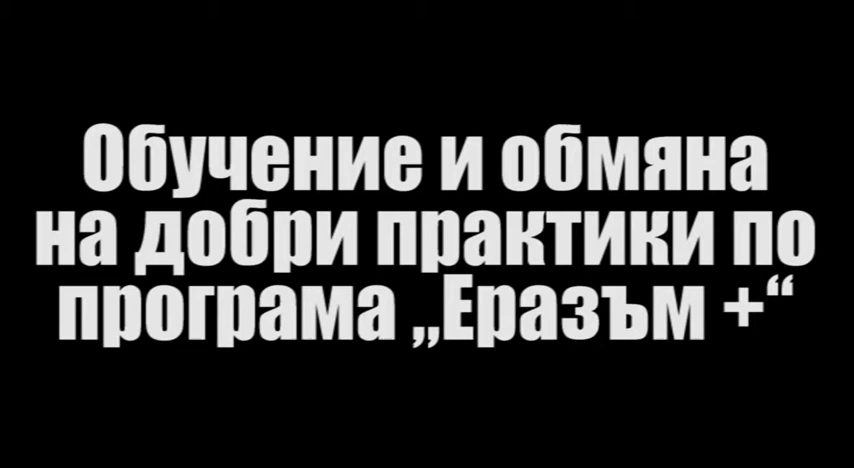 Обучение и обмяна
на добри практики по
програма „Еразъм +“